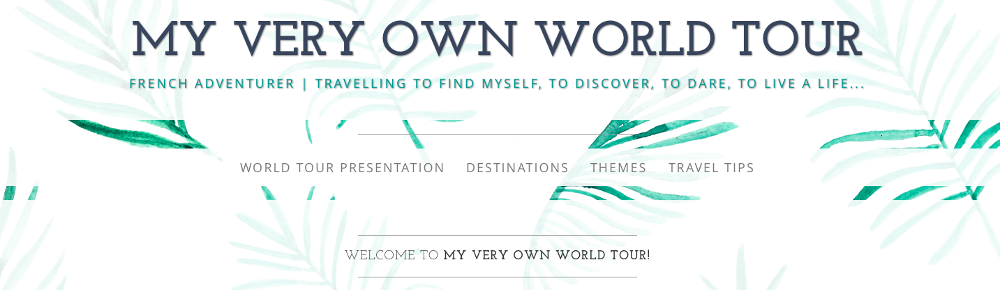 MY VERY OWN WORLD TOUR
FRENCH ADVENTURER | TRAVELLING TO FIND MYSELF, TO DISCOVER, TO DARE, TO LIVE A LIFE...
WORLD TOUR PRESENTATION DESTINATIONS THEMES TRAVEL TIPS
WELCOME TO MY VERY OWN WORLD TOUR!